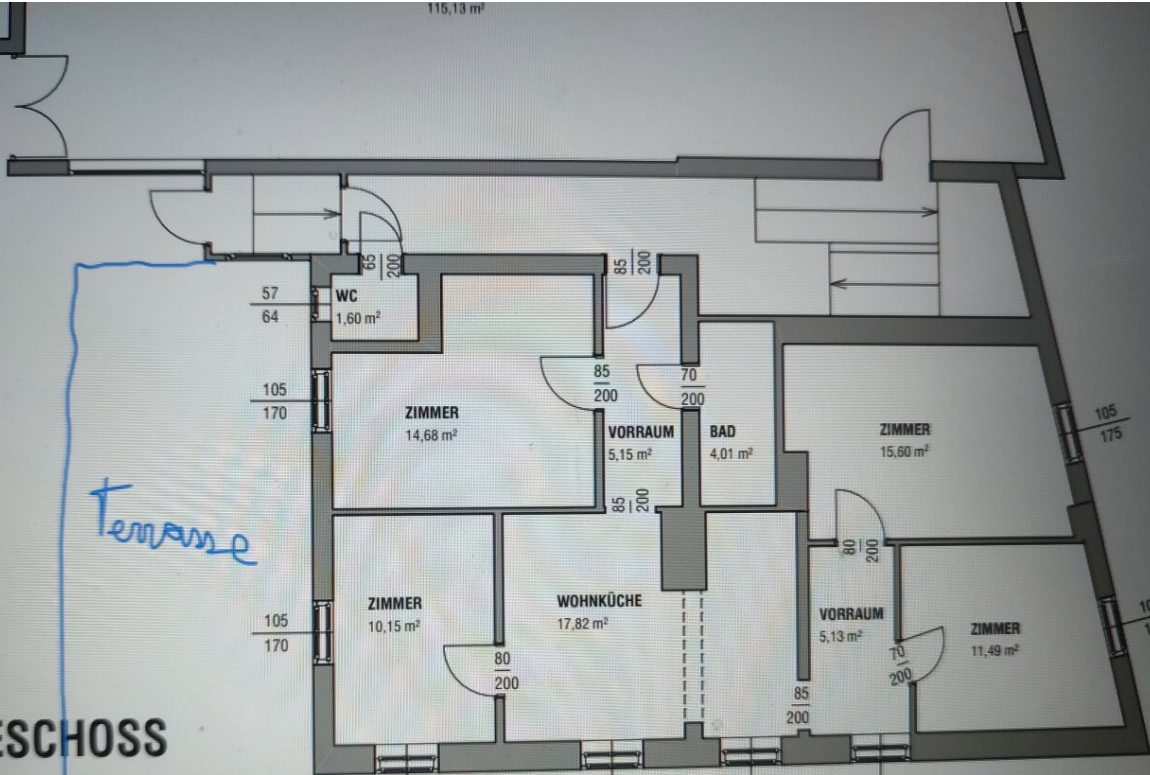 115,13 m²
65
200
85
200
57
64
WC
1,60 m²
105
170
ZIMMER
14,68 m²
85
200
70
200
VORRAUM
5,15 m²
BAD
4,01 m²
ZIMMER
15,60 m²
105
175
85
200
Terrasse
80
200
105
170
ZIMMER
10,15 m²
WOHNKÜCHE
17,82 m²
VORRAUM
5,13 m²
ZIMMER
11,49 m²
80
200
70
200
85
200
ESCHOSS